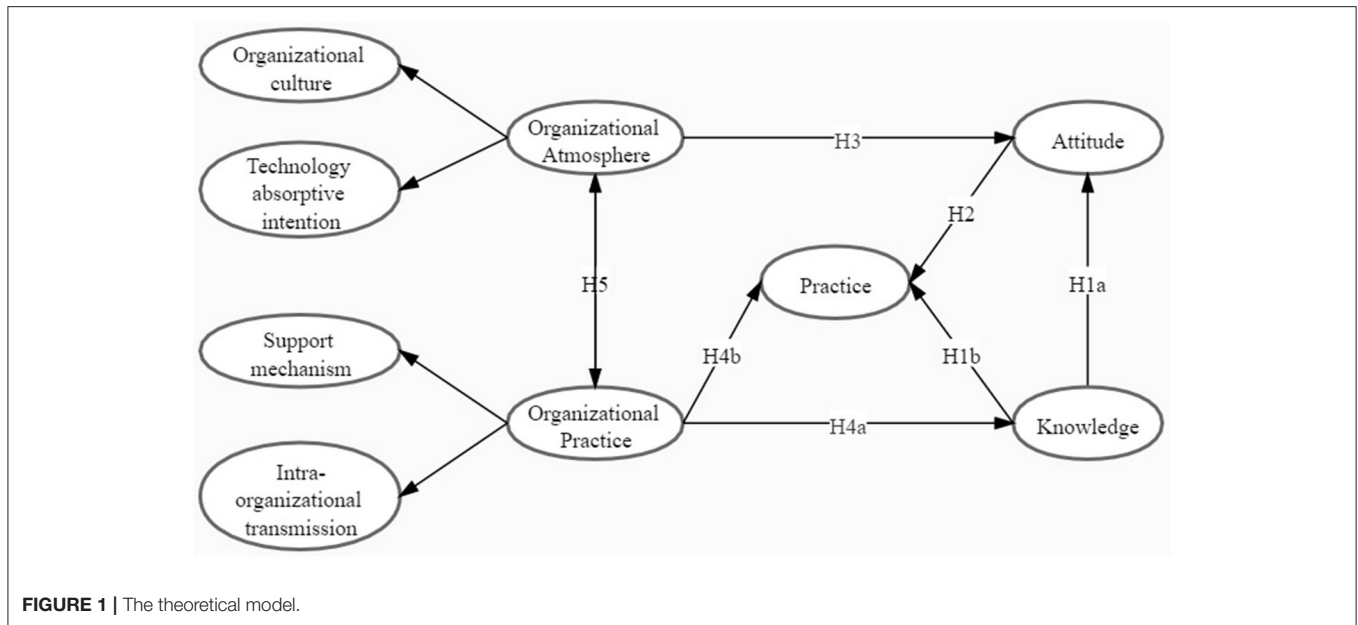 Organizational
culture
Technology
absorptive
intention
Organizational
Atmosphere
H3
Attitude
H2
H5
Practice
H1a
Support
mechanism
H4b
H1b
Organizational
Practice
H4a
Knowledge
Intra-
organizational
transmission
FIGURE 1 | The theoretical model.